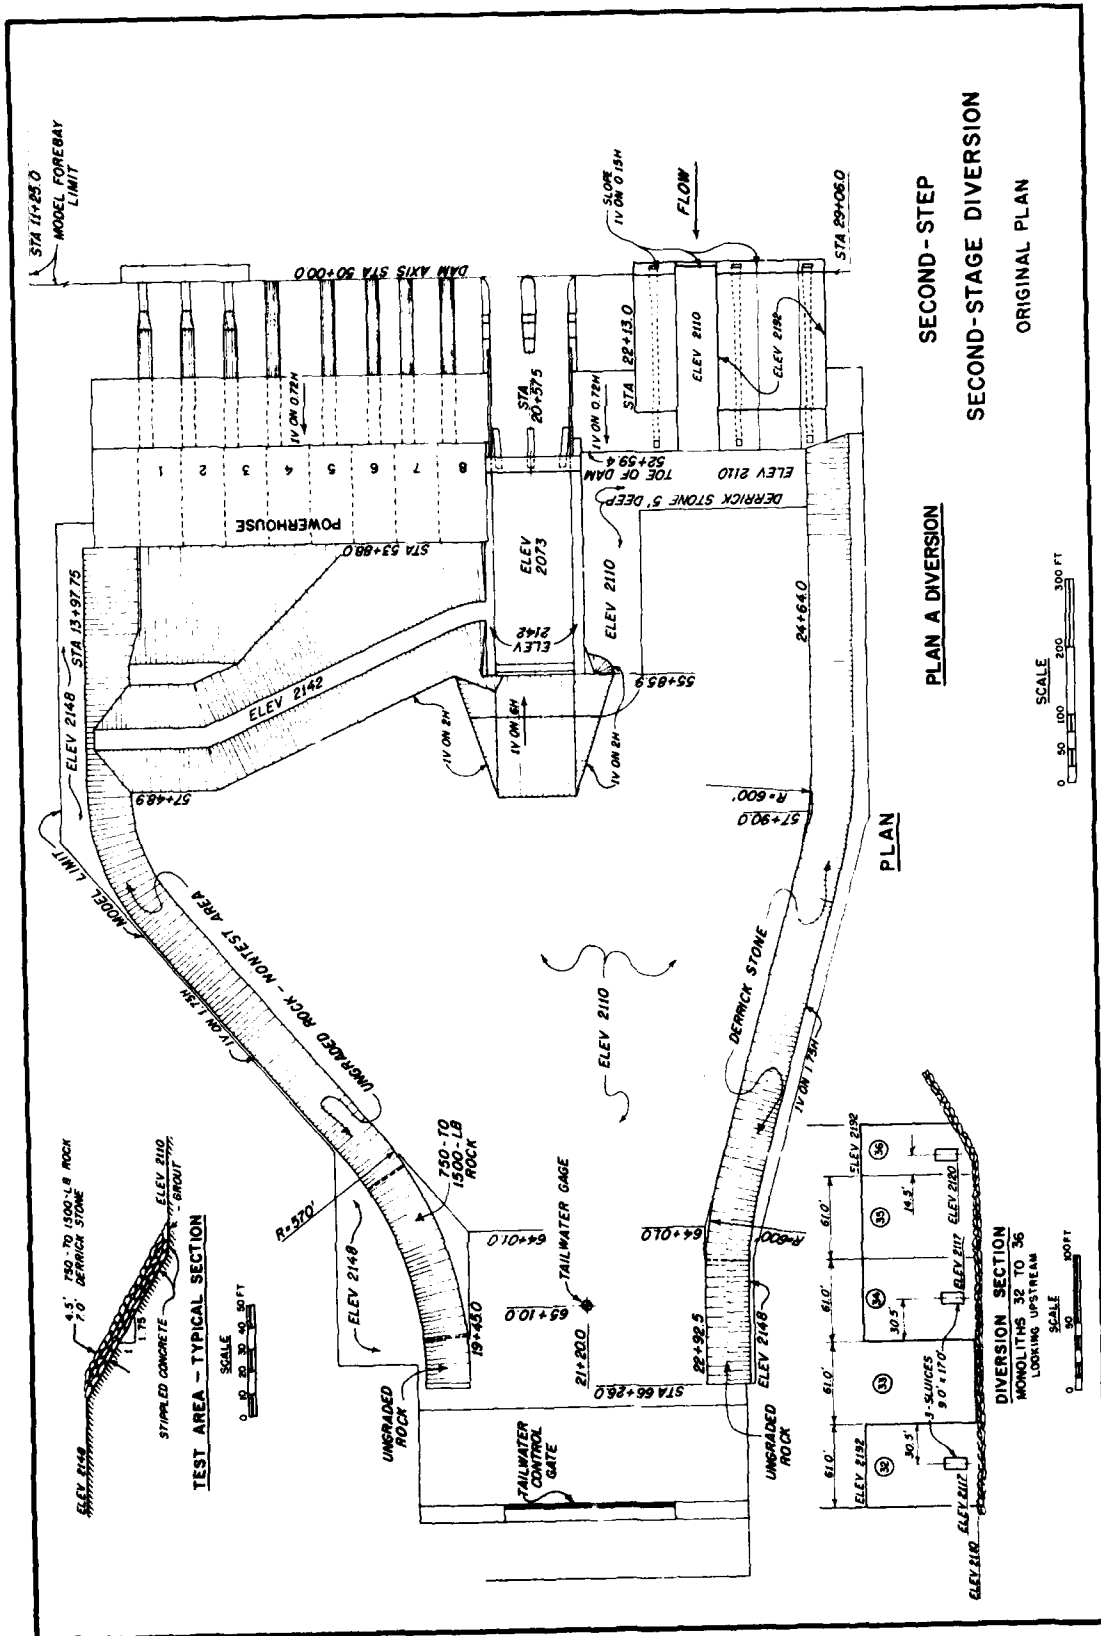 STA 11+25.0
MODEL FOREBAY
LIMIT
DAM AXIS STA 50+00.0
SLOPE
1V ON 0.15H
FLOW
STA 29+06.0
SECOND-STEP
SECOND-STAGE DIVERSION
ORIGINAL PLAN
1V ON 0.72H
1
2
3
4
5
6
7
8
POWERHOUSE
STA 53+88.0
STA
20+57.5
STA 22+13.0
ELEV 2110
ELEV 2192
1V ON 0.72H
52+59.4
TOE OF DAM
ELEV 2110
DERRICK STONE 5' DEEP
ELEV
2073
ELEV
2142
ELEV 2110
55+85.9
24+64.0
PLAN A DIVERSION
SCALE
0 50 100 200 300 FT
ELEV 2148
STA 13+97.75
ELEV 2142
57+48.9
1V ON 2H
1V ON 6H
1V ON 2H
R=600'
57+90.0
PLAN
MODEL LIMIT
1V ON 1.75H
UNGRADED ROCK - NONTEST AREA
ELEV 2110
DERRICK STONE
1V ON 1.75H
R=570'
750-TO
1500-LB
ROCK
ELEV 2148
64+01.0
65+10.0
TAILWATER GAGE
64+01.0
R=600'
19+45.0
21+20.0
22+92.5
ELEV 2148
STA 66+26.0
UNGRADED
ROCK
UNGRADED
ROCK
TAILWATER
CONTROL
GATE
4.5' 750-TO 1500-LB ROCK
7.0' DERRICK STONE
ELEV 2148
1
1.75
ELEV 2110
GROUT
STIPPLED CONCRETE
TEST AREA - TYPICAL SECTION
SCALE
0 10 20 30 40 50 FT
ELEV 2192
61.0'
61.0'
61.0'
61.0'
ELEV 2192
32
33
34
35
36
30.5'
30.5'
14.5'
3-SLUICES
9.0' x 17.0'
ELEV 2117
ELEV 2117
ELEV 2120
ELEV 2110
DIVERSION SECTION
MONOLITHS 32 TO 36
LOOKING UPSTREAM
SCALE
0 50 100 FT